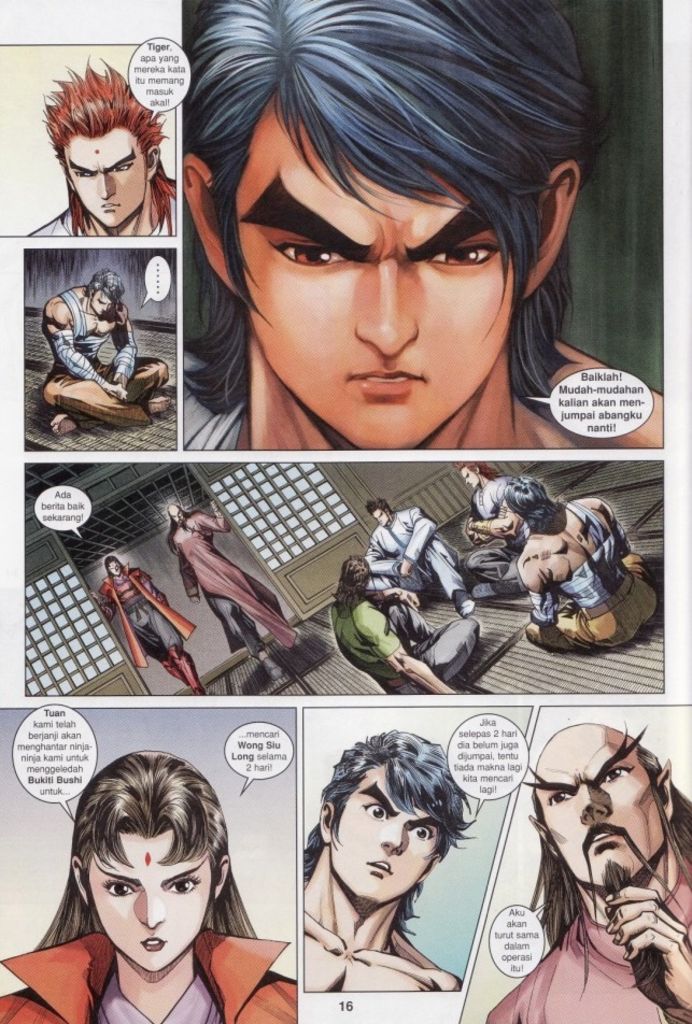 Tiger,
apa yang
mereka kata
itu memang
masuk
akal!
......
Baiklah!
Mudah-mudahan
kalian akan men-
jumpai abangku
nanti!
Ada
berita baik
sekarang!
Tuan
kami telah
berjanji akan
menghantar ninja-
ninja kami untuk
menggeledah
Bukiti Bushi
untuk...
...mencari
Wong Siu
Long selama
2 hari!
Jika
selepas 2 hari
dia belum juga
dijumpai, tentu
tiada makna lagi
kita mencari
lagi!
Aku
akan
turut sama
dalam
operasi
itu!
16